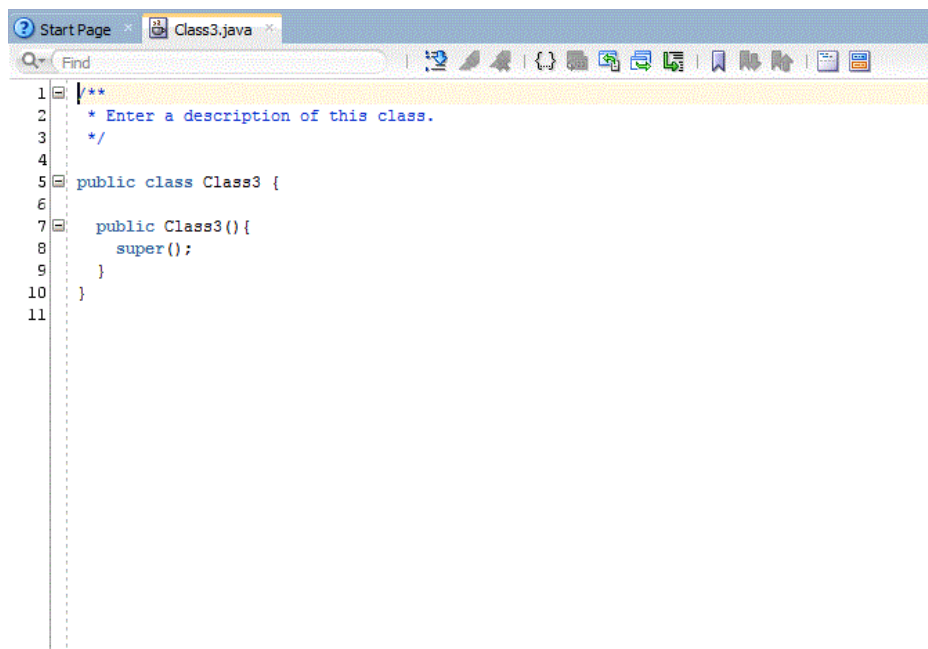 Start Page
Class3.java
Find
1 /**
2  * Enter a description of this class.
3  */
4
5 public class Class3 {
6
7   public Class3(){
8     super();
9   }
10 }
11